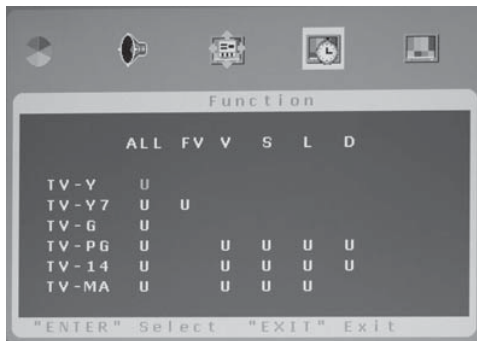 Function
ALL FV V S L D
TV-Y U
TV-Y7 U U
TV-G U
TV-PG U U U U U
TV-14 U U U U U
TV-MA U U U U
"ENTER" Select "EXIT" Exit